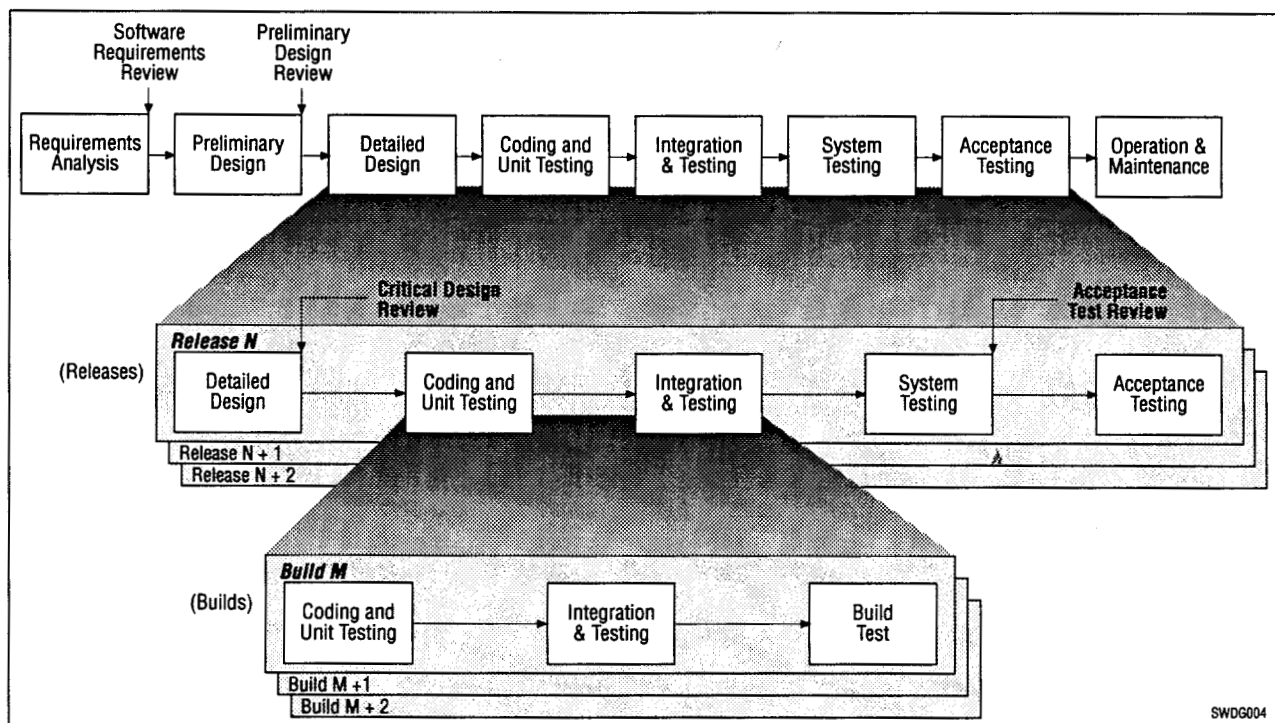 Software
Requirements
Review
Preliminary
Design
Review
Requirements
Analysis
Preliminary
Design
Detailed
Design
Coding and
Unit Testing
Integration
& Testing
System
Testing
Acceptance
Testing
Operation &
Maintenance
Critical Design
Review
Acceptance
Test Review
(Releases)
Release N
Detailed
Design
Coding and
Unit Testing
Integration
& Testing
System
Testing
Acceptance
Testing
Release N + 1
Release N + 2
(Builds)
Build M
Coding and
Unit Testing
Integration
& Testing
Build
Test
Build M +1
Build M + 2
SWDG004